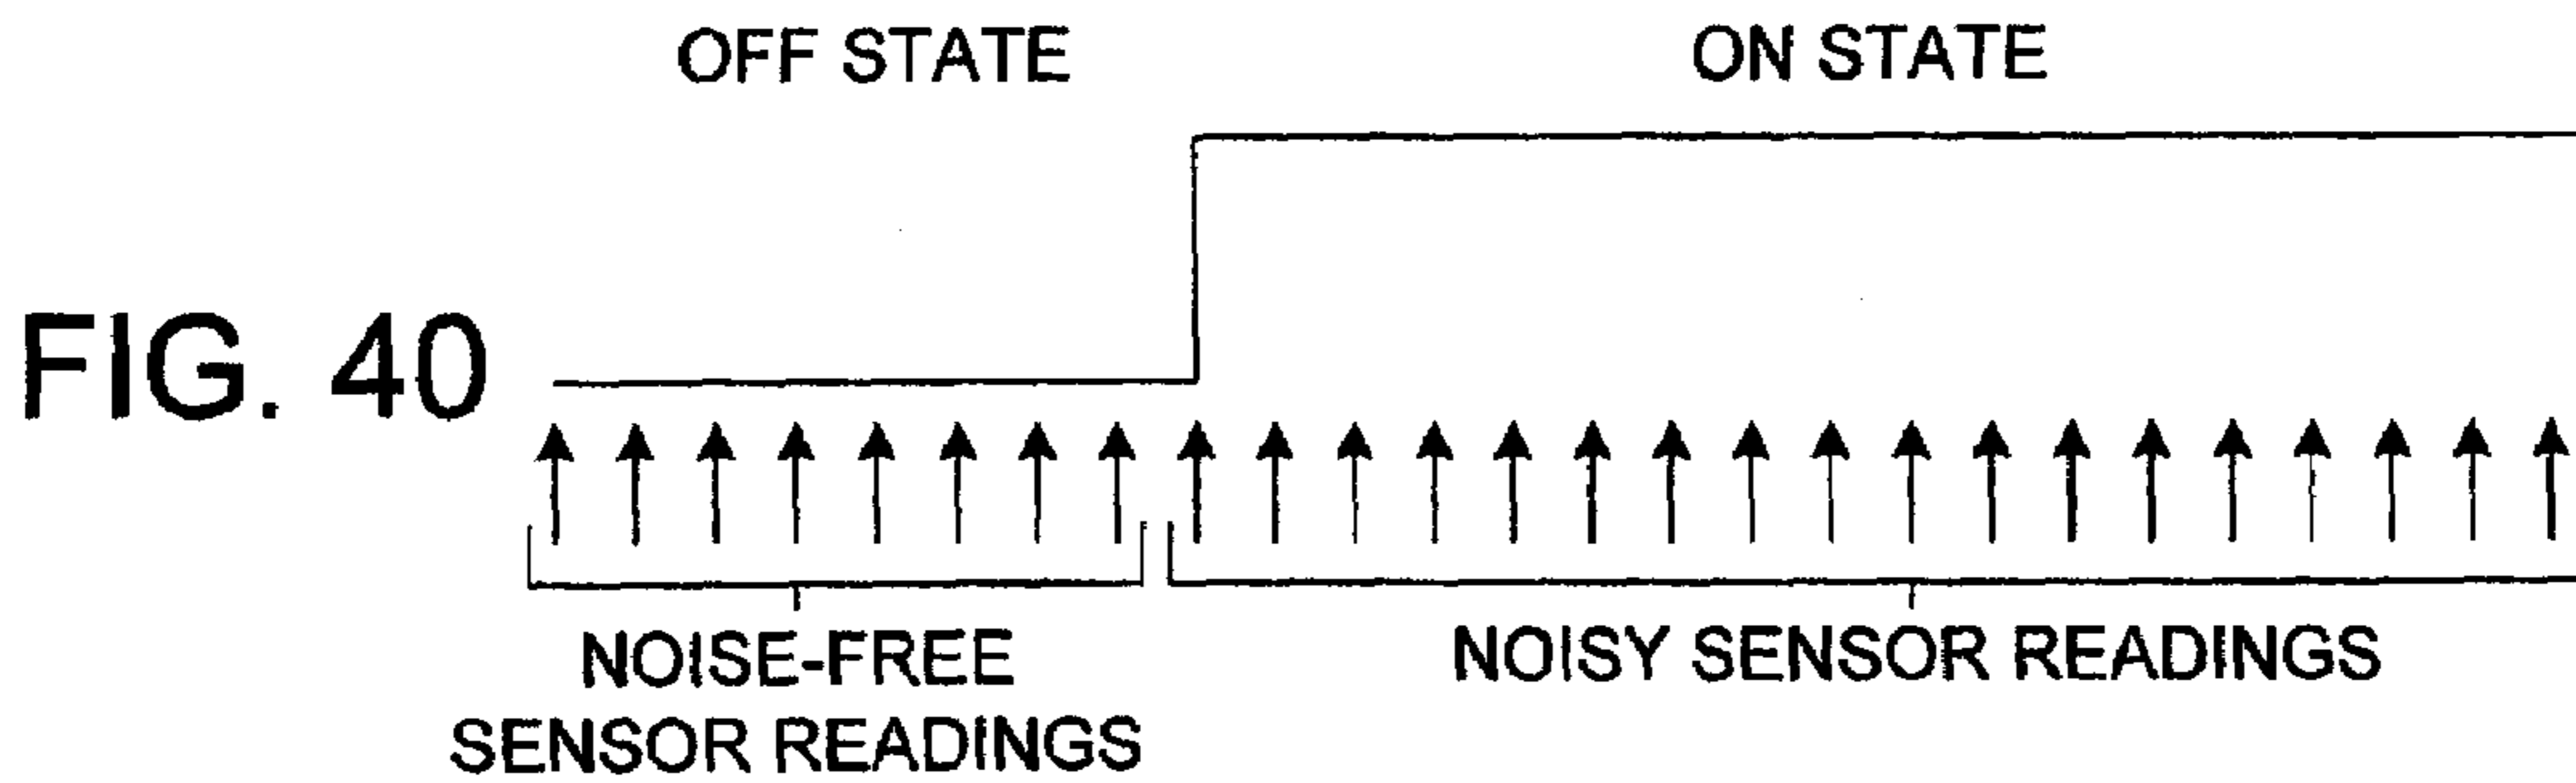 OFF STATE
ON STATE
FIG. 40
NOISE-FREE
SENSOR READINGS
NOISY SENSOR READINGS